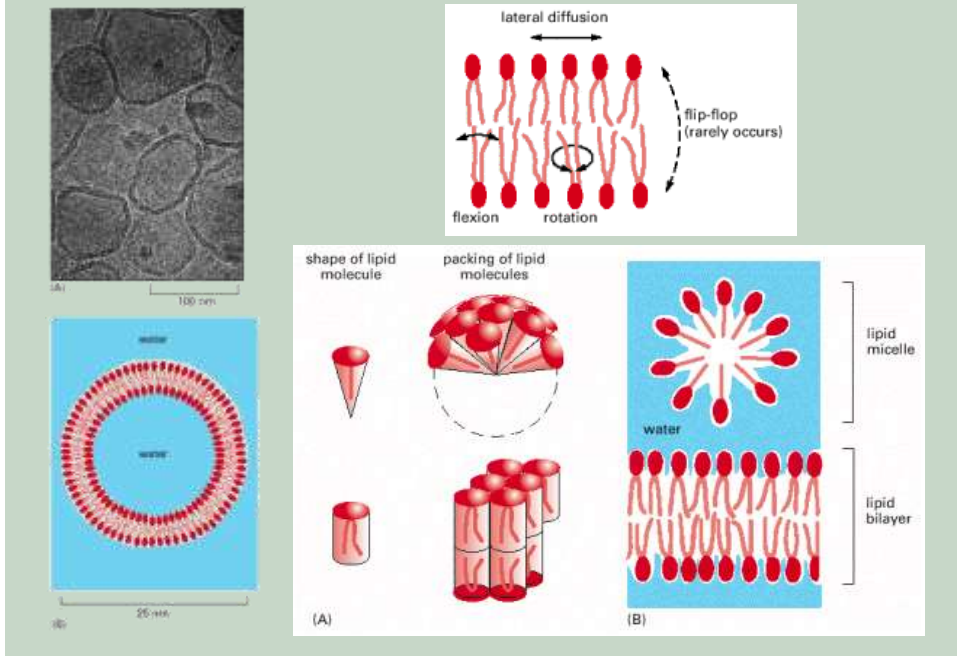 (A)
100 nm
water
water
25 nm
lateral diffusion
flip-flop
(rarely occurs)
flexion
rotation
shape of lipid
molecule
packing of lipid
molecules
(A)
lipid
micelle
water
lipid
bilayer
(B)